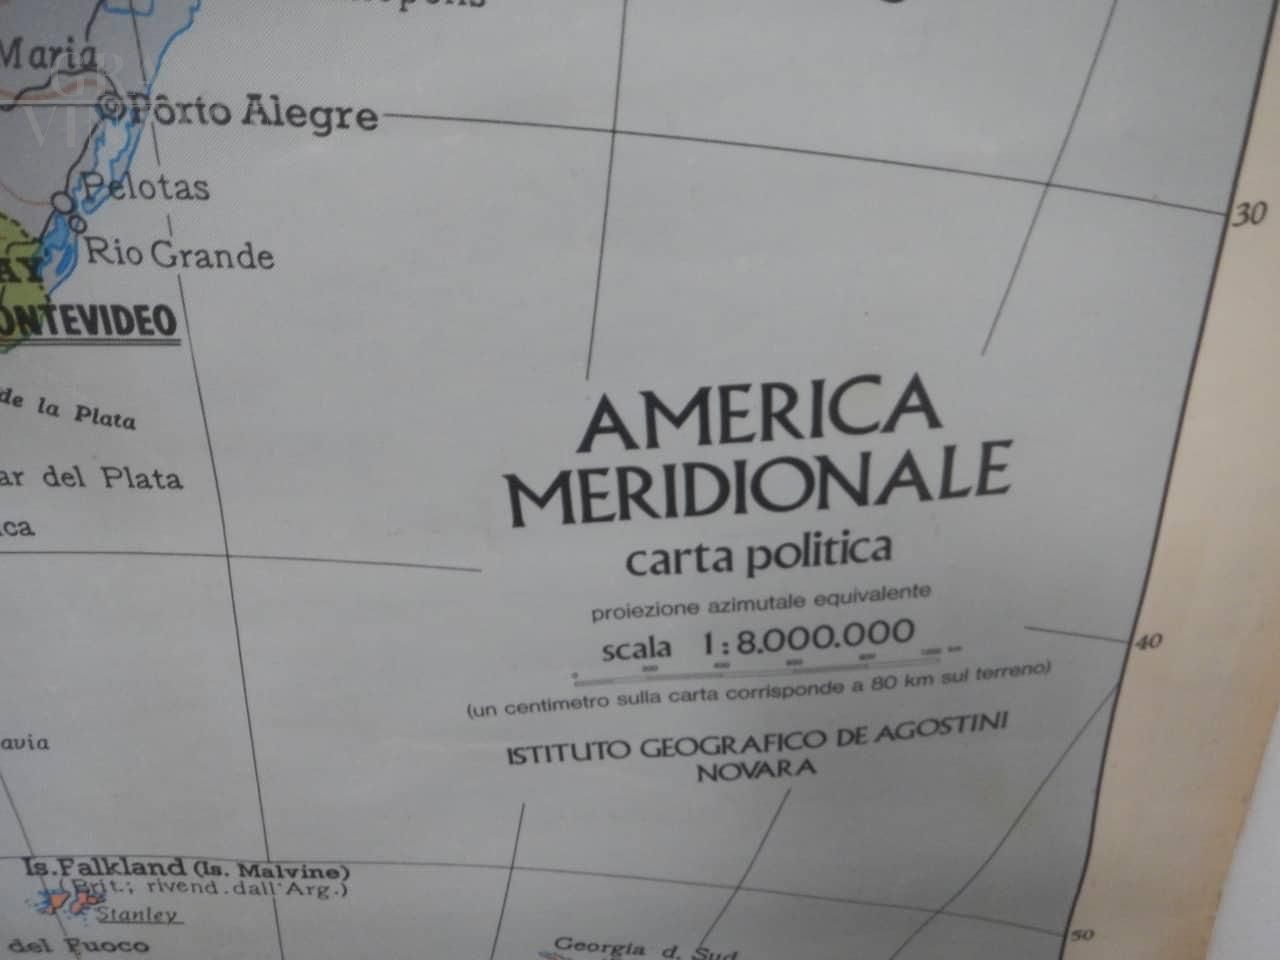 Maria
Pôrto Alegre
Pelotas
Rio Grande
30
ONTEVIDEO
de la Plata
ar del Plata
ca
AMERICA
MERIDIONALE
carta politica
proiezione azimutale equivalente
scala 1:8.000.000
(un centimetro sulla carta corrisponde a 80 km sul terreno)
40
ISTITUTO GEOGRAFICO DE AGOSTINI
NOVARA
avia
Is. Falkland (Is. Malvine)
(Brit.; rivend. dall'Arg.)
Stanley
del Fuoco
Georgia d. Sud
50